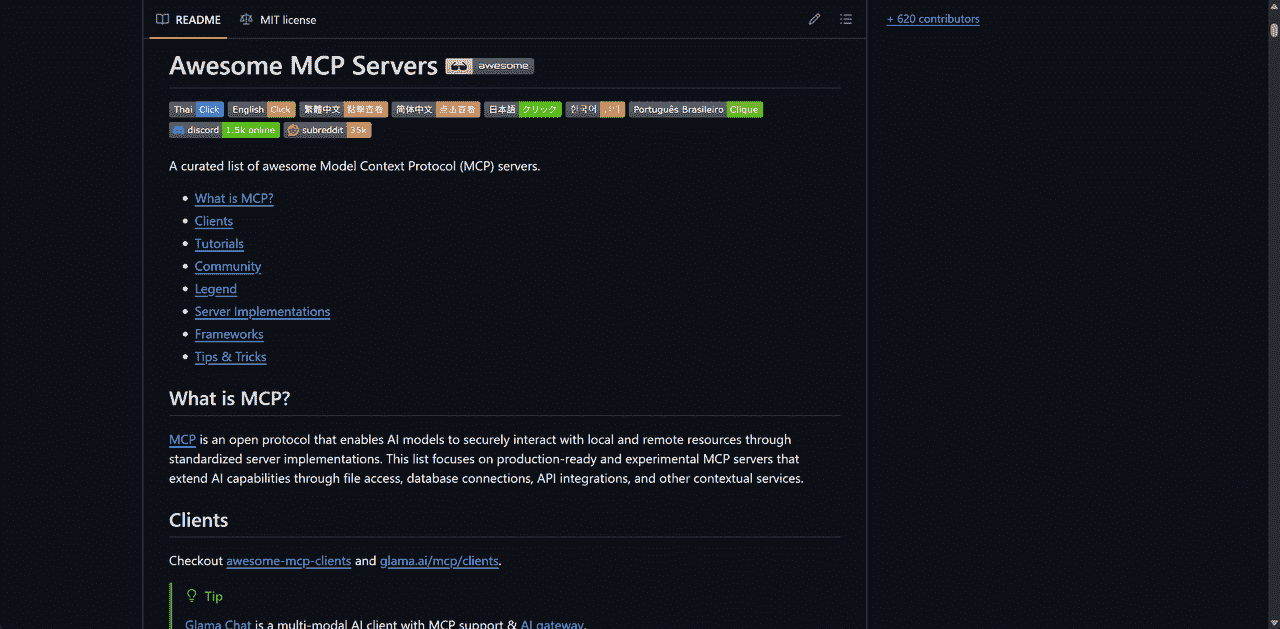 README MIT license
+ 620 contributors
Awesome MCP Servers awesome
Thai Click English Click 繁體中文 點擊查看 简体中文 点击查看 日本語 クリック 한국어 Português Brasileiro Clique
discord 1.5k online subreddit 35k
A curated list of awesome Model Context Protocol (MCP) servers.
What is MCP?
Clients
Tutorials
Community
Legend
Server Implementations
Frameworks
Tips & Tricks
What is MCP?
MCP is an open protocol that enables AI models to securely interact with local and remote resources through
standardized server implementations. This list focuses on production-ready and experimental MCP servers that
extend AI capabilities through file access, database connections, API integrations, and other contextual services.
Clients
Checkout awesome-mcp-clients and glama.ai/mcp/clients.
Tip
Glama Chat is a multi-modal AI client with MCP support & AI gateway.